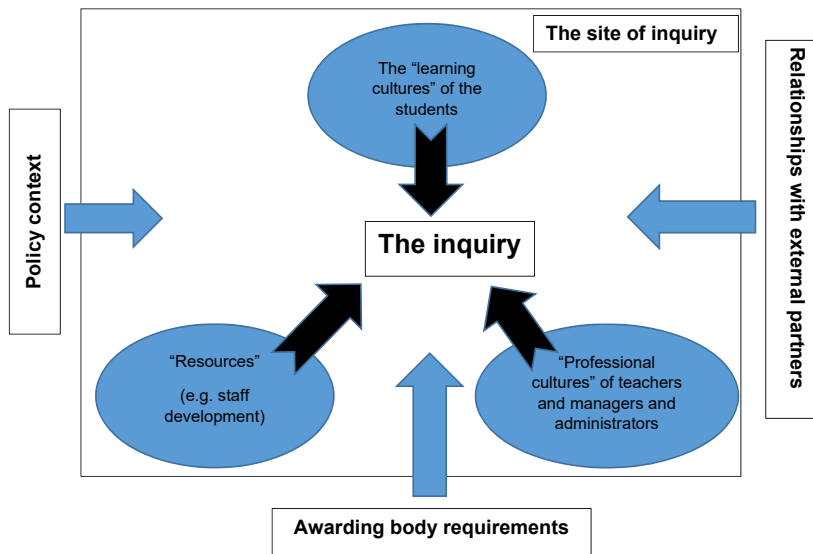 The site of inquiry
The “learning
cultures” of the
students
Policy context
Relationships with external partners
The inquiry
“Resources”
(e.g. staff
development)
“Professional
cultures” of teachers
and managers and
administrators
Awarding body requirements